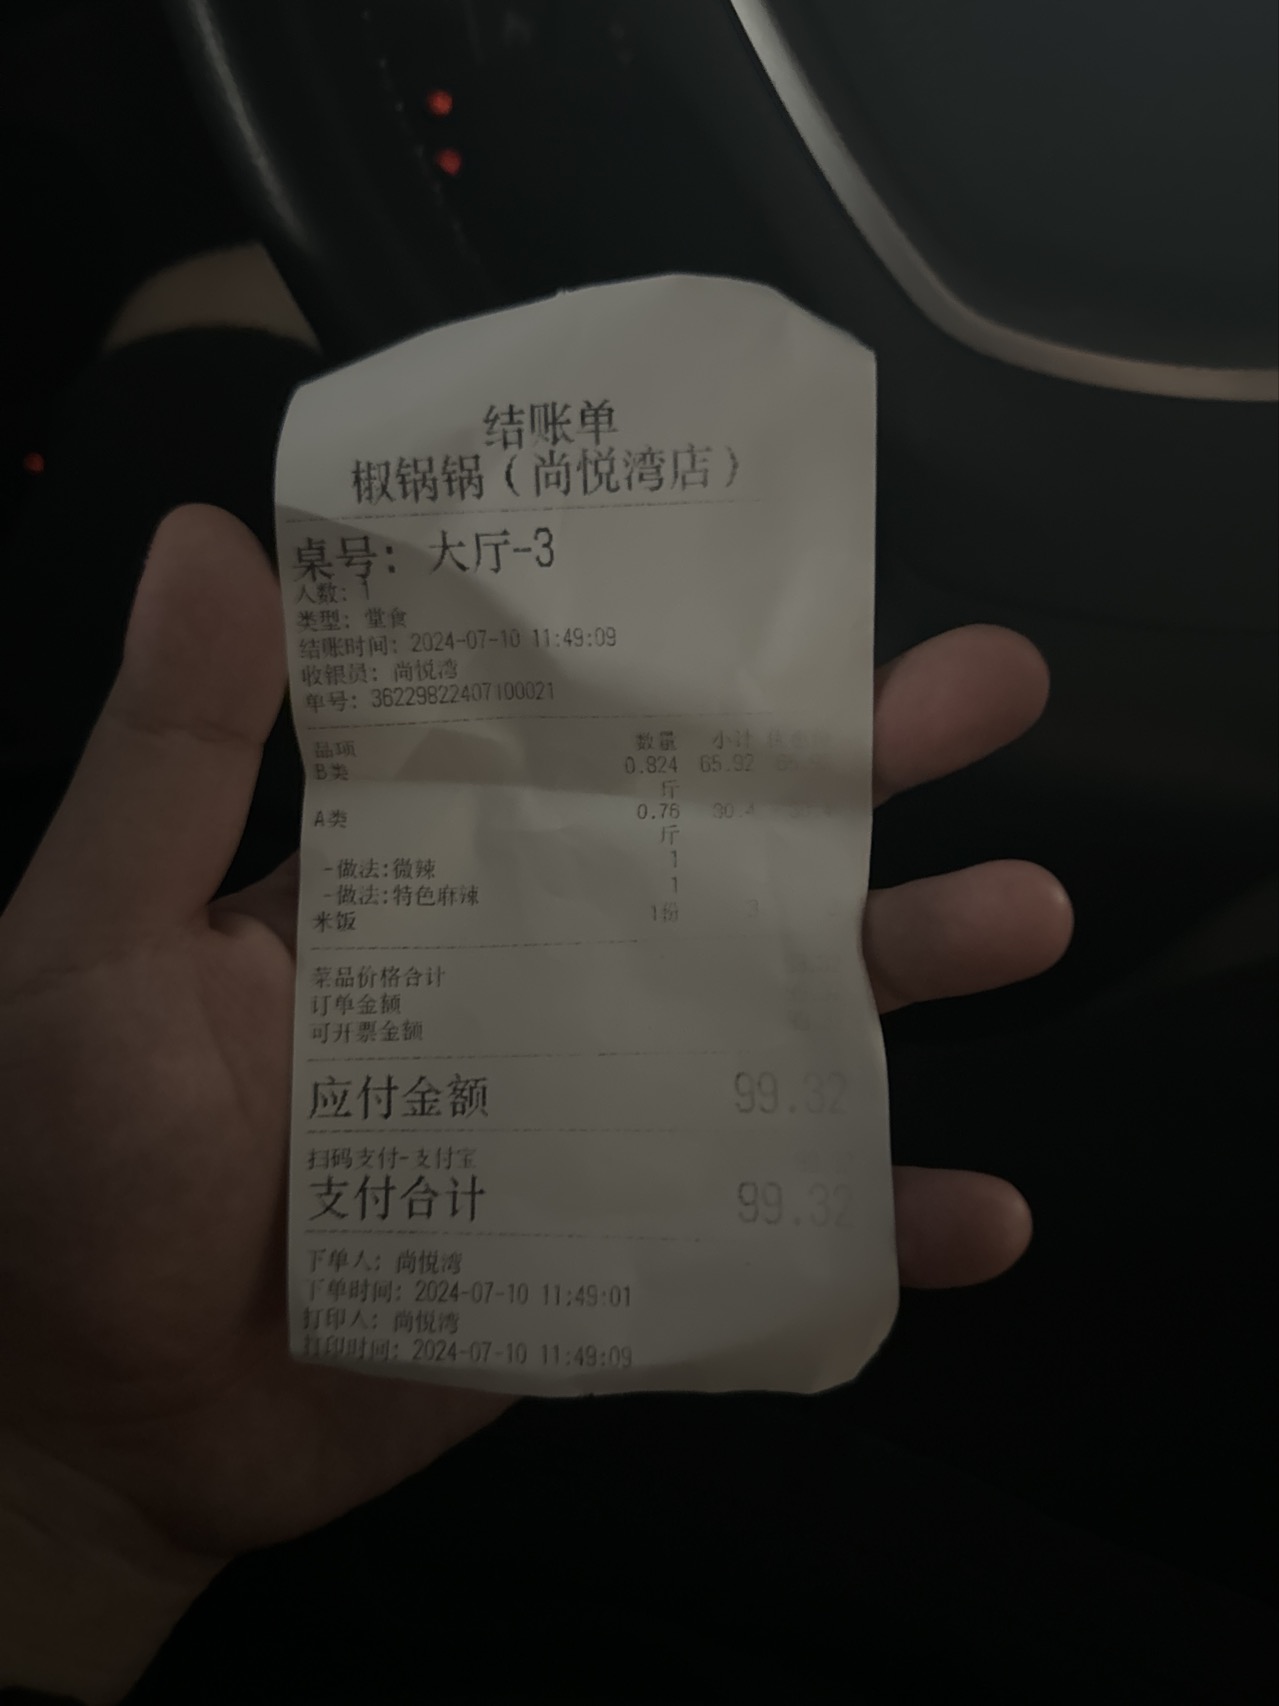 结账单
椒锅锅（尚悦湾店）
桌号：大厅-3
人数：1
类型：堂食
结账时间：2024-07-10 11:49:09
收银员：尚悦湾
单号：36229822407100021
品项 数量 小计
B类 0.824 65.92
斤
A类 0.76 30.4
斤
-做法:微辣 1
-做法:特色麻辣 1
米饭 1份 3
菜品价格合计
订单金额
可开票金额
应付金额 99.32
扫码支付-支付宝
支付合计 99.32
下单人：尚悦湾
下单时间：2024-07-10 11:49:01
打印人：尚悦湾
打印时间：2024-07-10 11:49:09